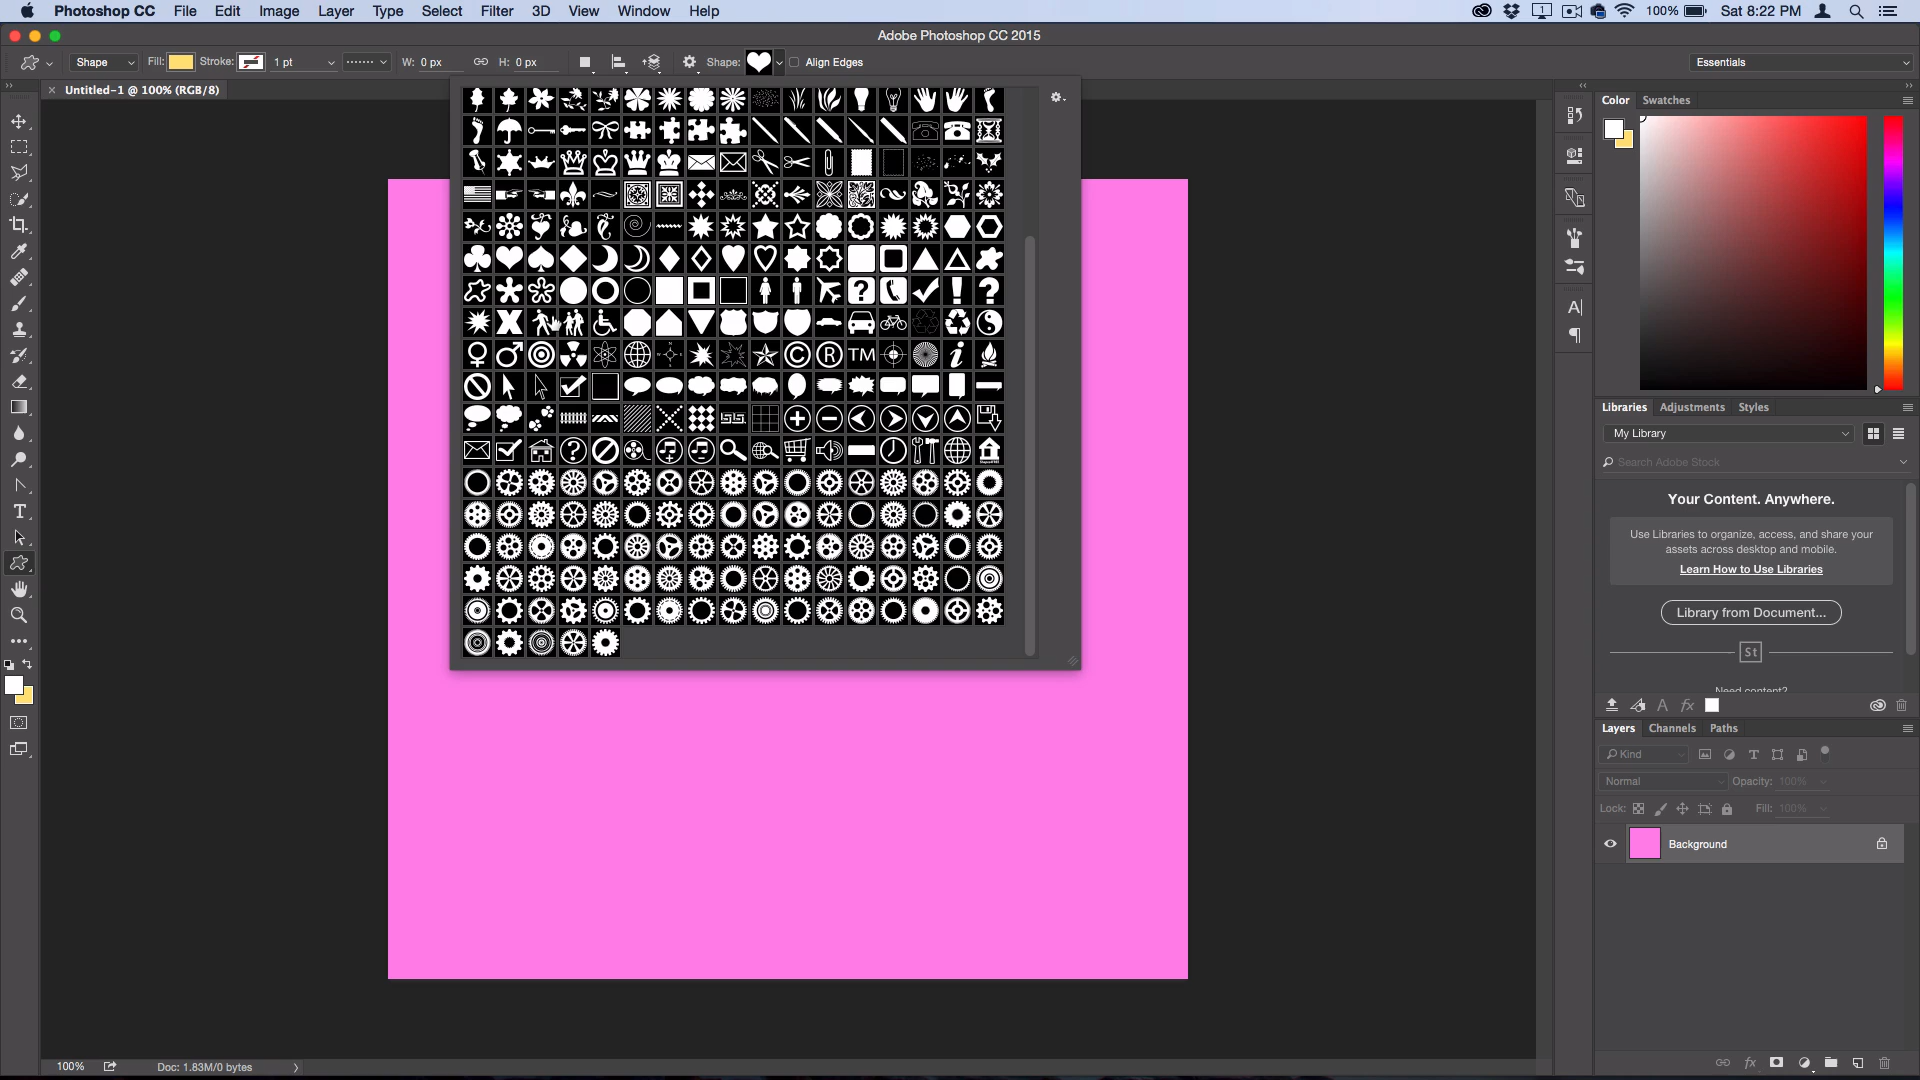 Photoshop CC File Edit Image Layer Type Select Filter 3D View Window Help 100% Sat 8:22 PM
Adobe Photoshop CC 2015
Shape Fill: Stroke: 1 pt W: 0 px H: 0 px Shape: Align Edges Essentials
× Untitled-1 @ 100% (RGB/8)
Color Swatches
Libraries Adjustments Styles
My Library
Search Adobe Stock
Your Content. Anywhere.
Use Libraries to organize, access, and share your
assets across desktop and mobile.
Learn How to Use Libraries
Library from Document...
St
Need content?
Layers Channels Paths
Kind
Normal Opacity: 100%
Lock: Fill: 100%
Background
100% Doc: 1.83M/0 bytes